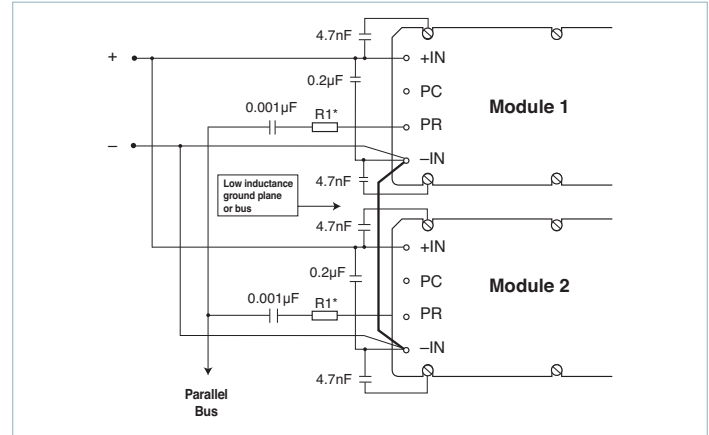 4.7nF
+
+IN
0.2µF
PC
Module 1
0.001µF
R1*
PR
–
–IN
4.7nF
Low inductance
ground plane
or bus
4.7nF
+IN
0.2µF
PC
Module 2
0.001µF
R1*
PR
–IN
4.7nF
Parallel
Bus